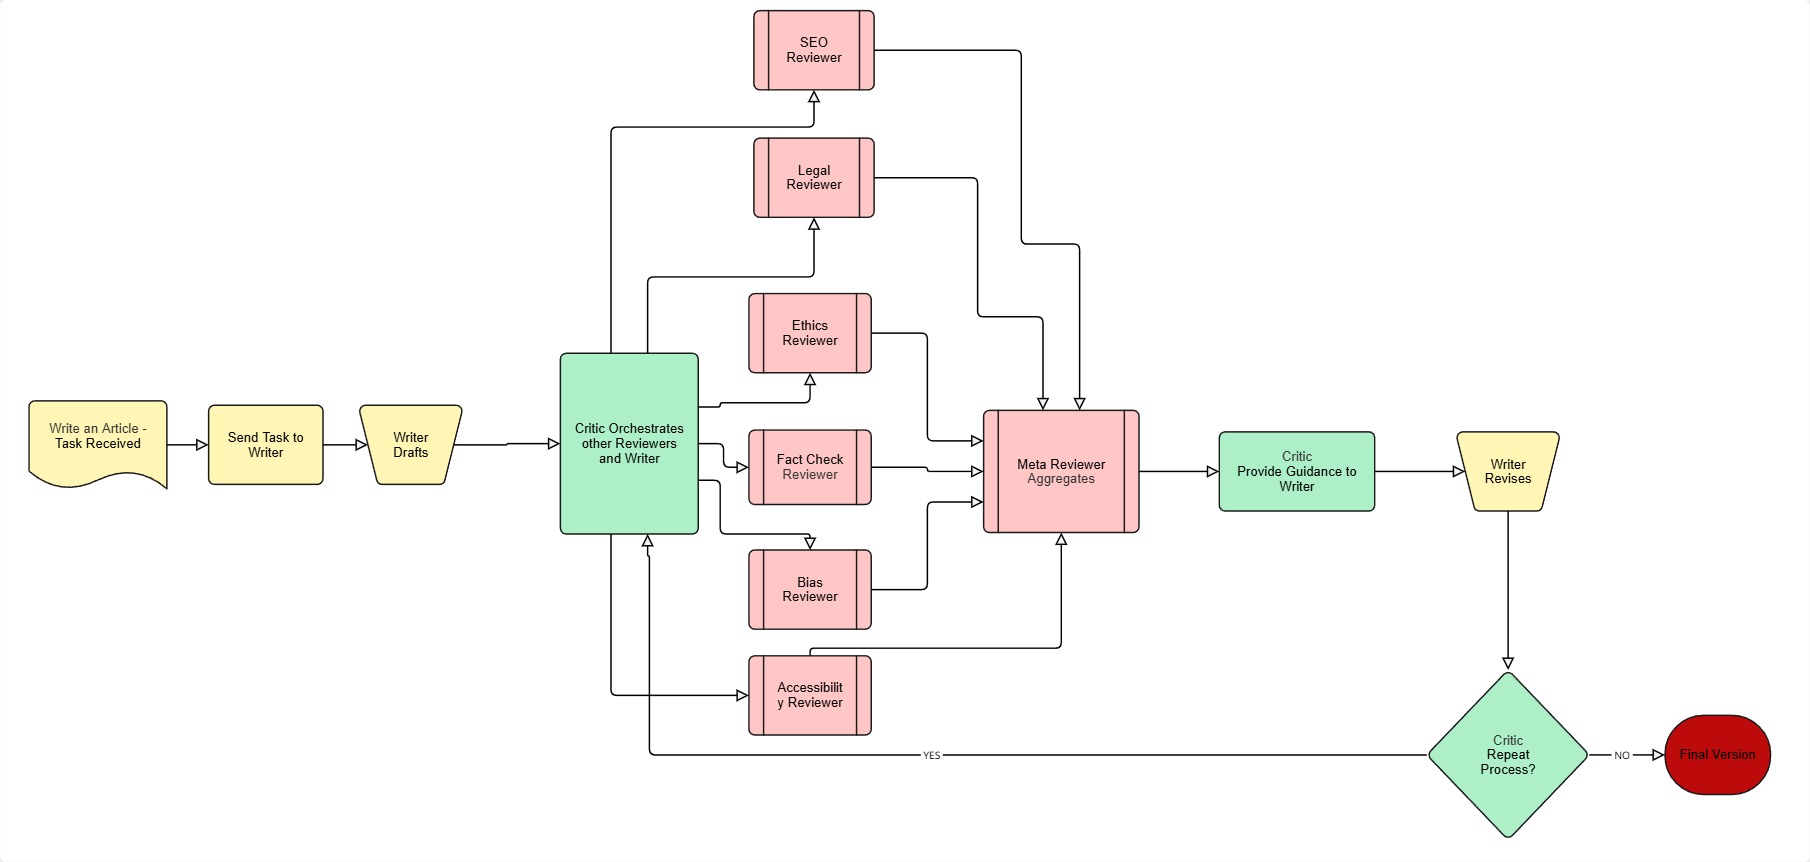 SEO
Reviewer
Legal
Reviewer
Ethics
Reviewer
Write an Article -
Task Received
Send Task to
Writer
Writer
Drafts
Critic Orchestrates
other Reviewers
and Writer
Fact Check
Reviewer
Meta Reviewer
Aggregates
Critic
Provide Guidance to
Writer
Writer
Revises
Bias
Reviewer
Accessibilit
y Reviewer
YES
Critic
Repeat
Process?
NO
Final Version